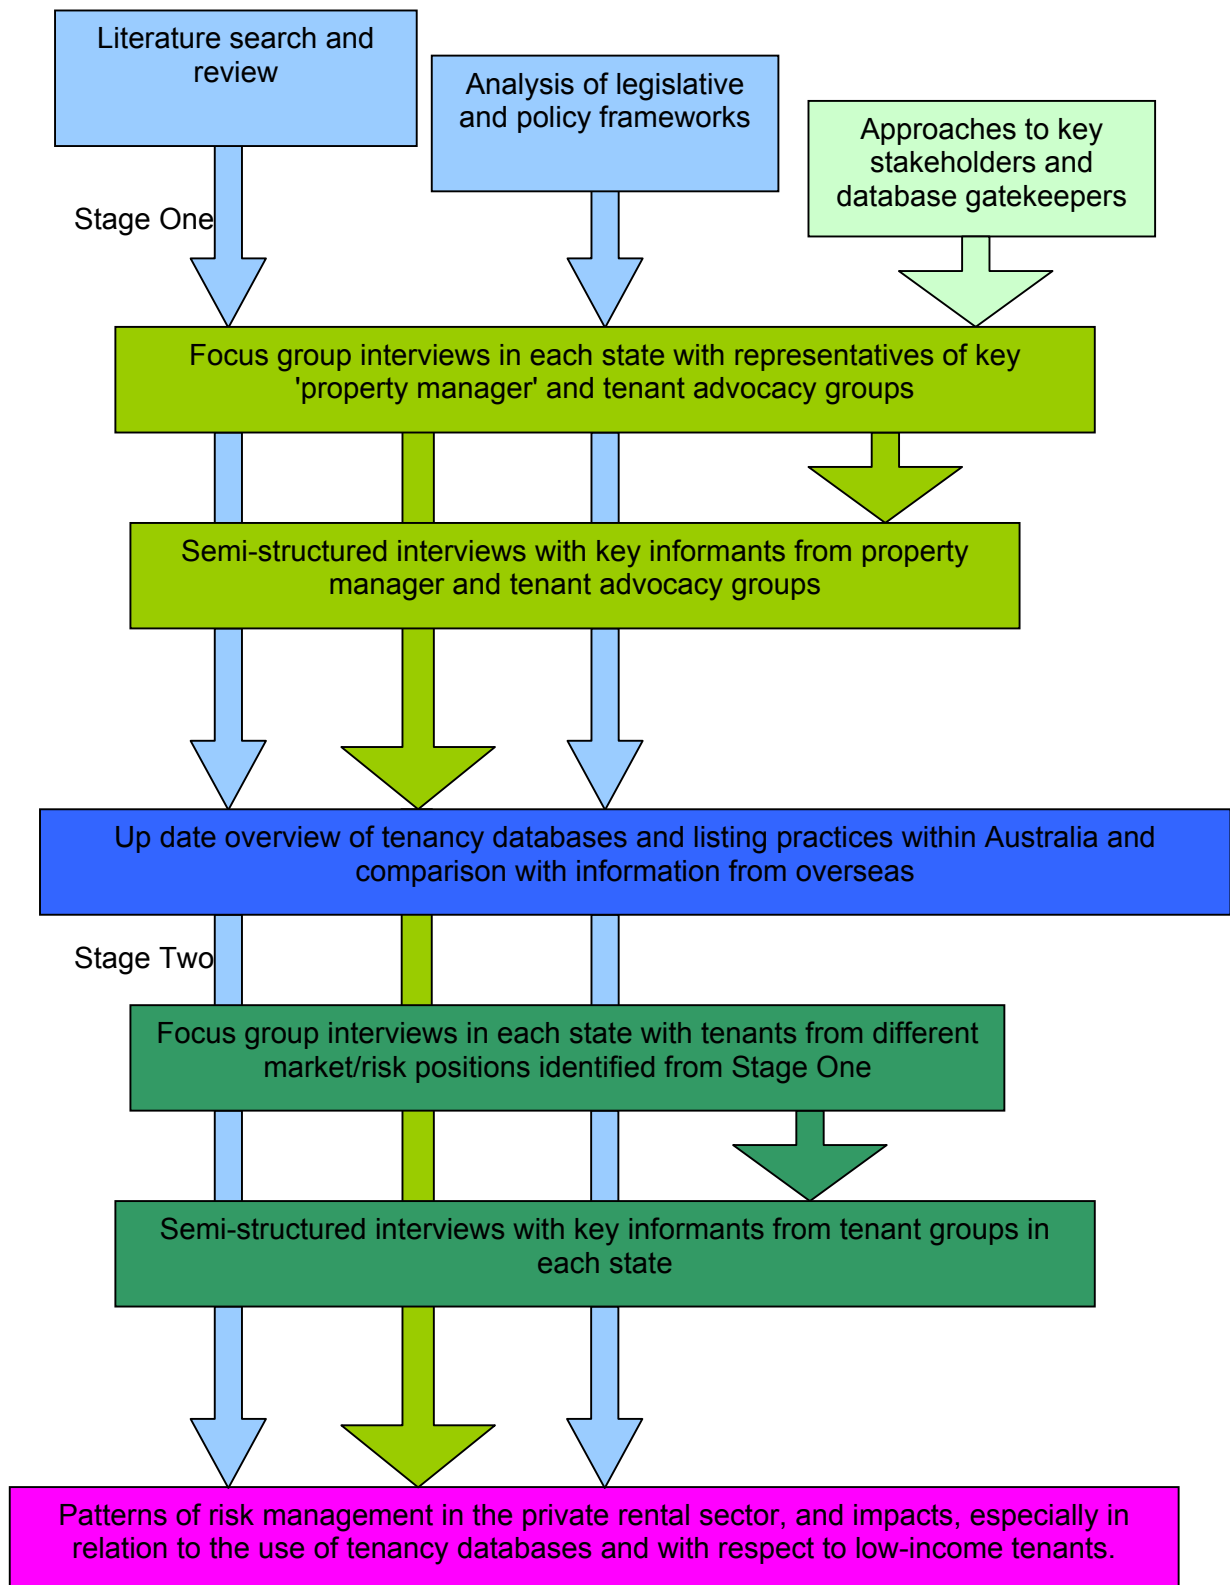 Literature search and
review
Analysis of legislative
and policy frameworks
Approaches to key
stakeholders and
database gatekeepers
Stage One
Focus group interviews in each state with representatives of key
'property manager' and tenant advocacy groups
Semi-structured interviews with key informants from property
manager and tenant advocacy groups
Up date overview of tenancy databases and listing practices within Australia and
comparison with information from overseas
Stage Two
Focus group interviews in each state with tenants from different
market/risk positions identified from Stage One
Semi-structured interviews with key informants from tenant groups in
each state
Patterns of risk management in the private rental sector, and impacts, especially in
relation to the use of tenancy databases and with respect to low-income tenants.